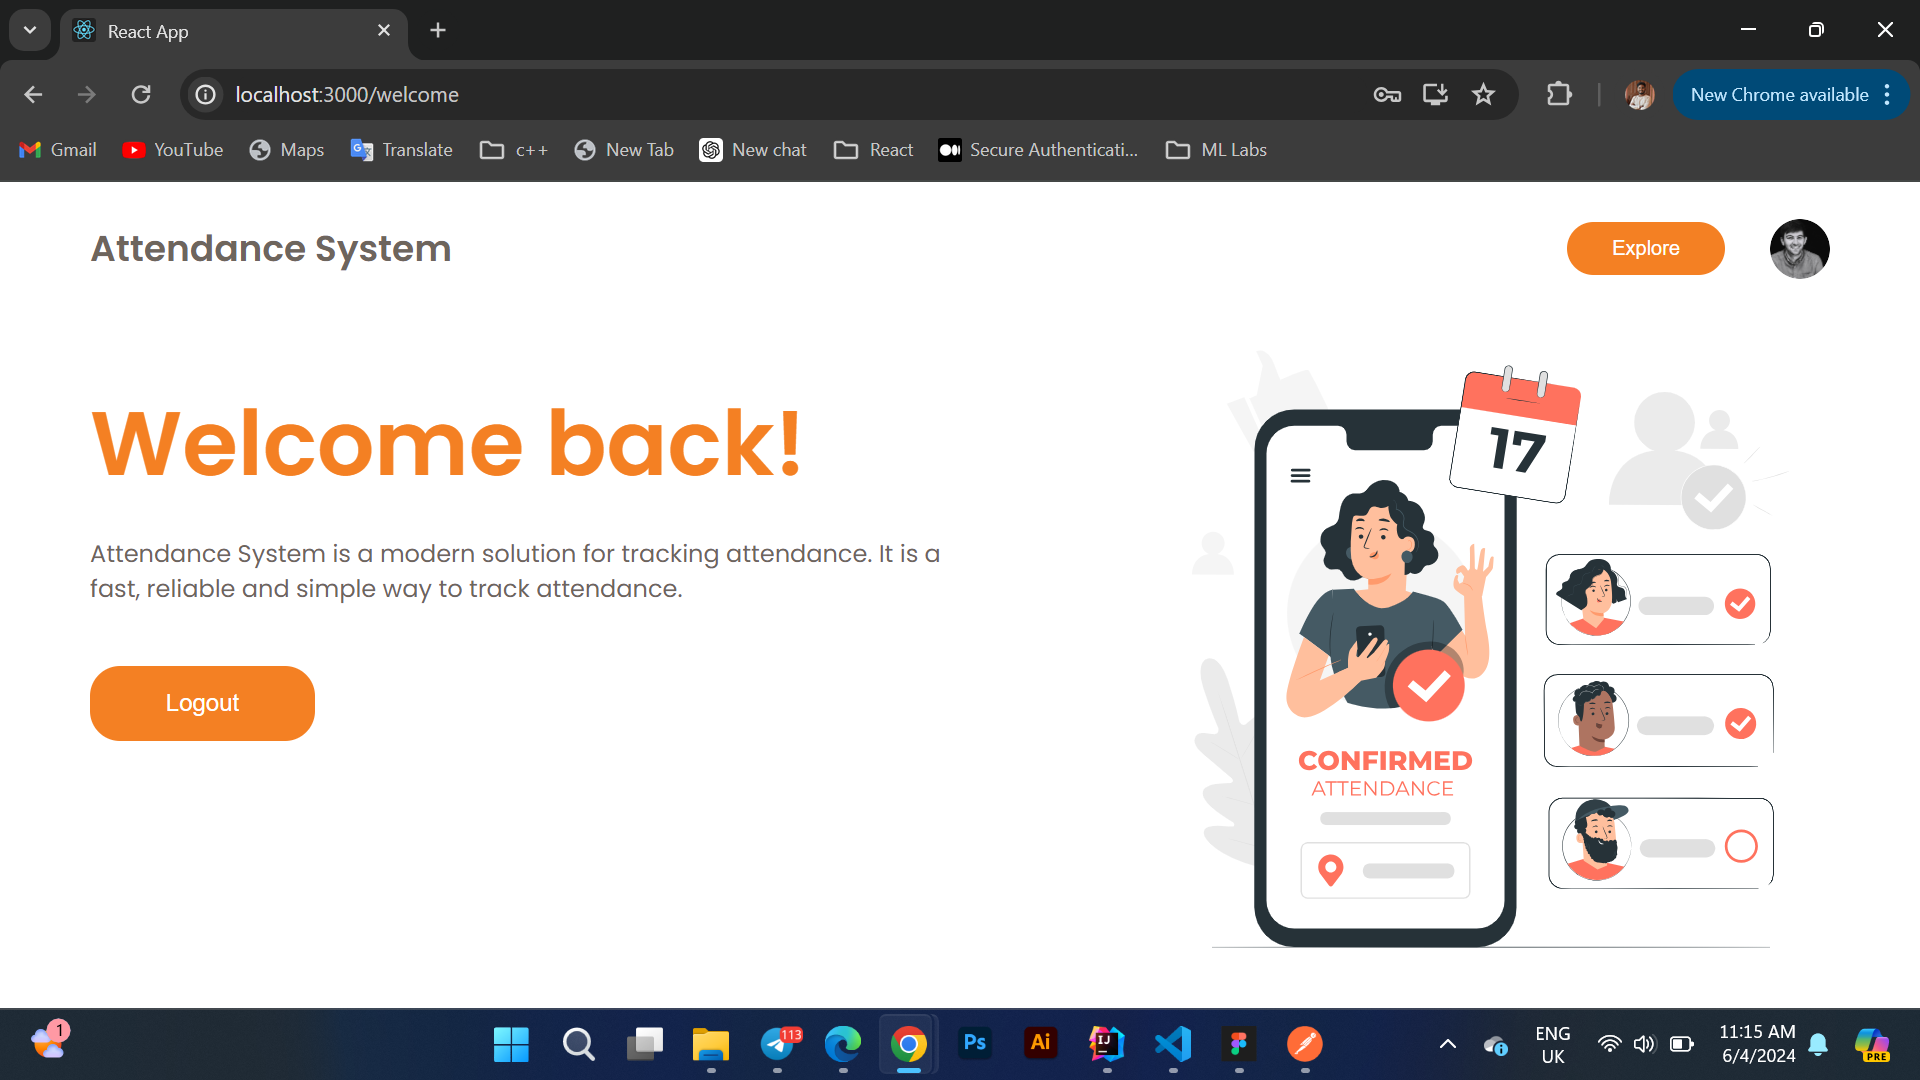 React App
localhost:3000/welcome
New Chrome available
Gmail
YouTube
Maps
Translate
c++
New Tab
New chat
React
Secure Authenticati...
ML Labs
Attendance System
Explore
Welcome back!
Attendance System is a modern solution for tracking attendance. It is a
fast, reliable and simple way to track attendance.
Logout
17
CONFIRMED
ATTENDANCE
1
113
Ps
Ai
IJ
ENG
UK
11:15 AM
6/4/2024
PRE